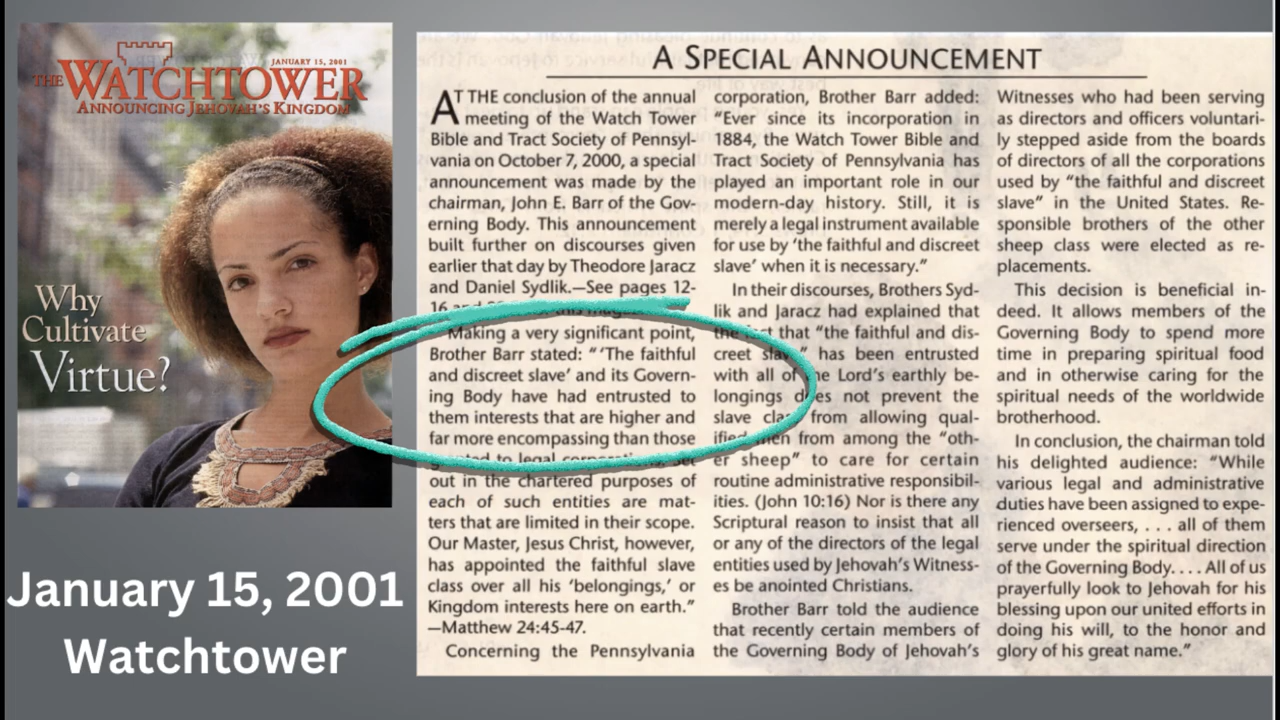 JANUARY 15, 2001
THE WATCHTOWER
ANNOUNCING JEHOVAH'S KINGDOM
Why
Cultivate
Virtue?
January 15, 2001
Watchtower
A SPECIAL ANNOUNCEMENT
AT THE conclusion of the annual
meeting of the Watch Tower
Bible and Tract Society of Pennsyl-
vania on October 7, 2000, a special
announcement was made by the
chairman, John E. Barr of the Gov-
erning Body. This announcement
built further on discourses given
earlier that day by Theodore Jaracz
and Daniel Sydlik.—See pages 12-
16 and this magazine.
Making a very significant point,
Brother Barr stated: “‘The faithful
and discreet slave’ and its Govern-
ing Body have had entrusted to
them interests that are higher and
far more encompassing than those
granted to legal corporations. Set
out in the chartered purposes of
each of such entities are mat-
ters that are limited in their scope.
Our Master, Jesus Christ, however,
has appointed the faithful slave
class over all his ‘belongings,’ or
Kingdom interests here on earth.”
—Matthew 24:45-47.
Concerning the Pennsylvania
corporation, Brother Barr added:
“Ever since its incorporation in
1884, the Watch Tower Bible and
Tract Society of Pennsylvania has
played an important role in our
modern-day history. Still, it is
merely a legal instrument available
for use by ‘the faithful and discreet
slave’ when it is necessary.”
In their discourses, Brothers Syd-
lik and Jaracz had explained that
the fact that “the faithful and dis-
creet slave” has been entrusted
with all of the Lord’s earthly be-
longings does not prevent the
slave class from allowing qual-
ified men from among the “oth-
er sheep” to care for certain
routine administrative responsibil-
ities. (John 10:16) Nor is there any
Scriptural reason to insist that all
or any of the directors of the legal
entities used by Jehovah’s Witness-
es be anointed Christians.
Brother Barr told the audience
that recently certain members of
the Governing Body of Jehovah’s
Witnesses who had been serving
as directors and officers voluntari-
ly stepped aside from the boards
of directors of all the corporations
used by “the faithful and discreet
slave” in the United States. Re-
sponsible brothers of the other
sheep class were elected as re-
placements.
This decision is beneficial in-
deed. It allows members of the
Governing Body to spend more
time in preparing spiritual food
and in otherwise caring for the
spiritual needs of the worldwide
brotherhood.
In conclusion, the chairman told
his delighted audience: “While
various legal and administrative
duties have been assigned to expe-
rienced overseers, . . . all of them
serve under the spiritual direction
of the Governing Body. . . . All of us
prayerfully look to Jehovah for his
blessing upon our united efforts in
doing his will, to the honor and
glory of his great name.”